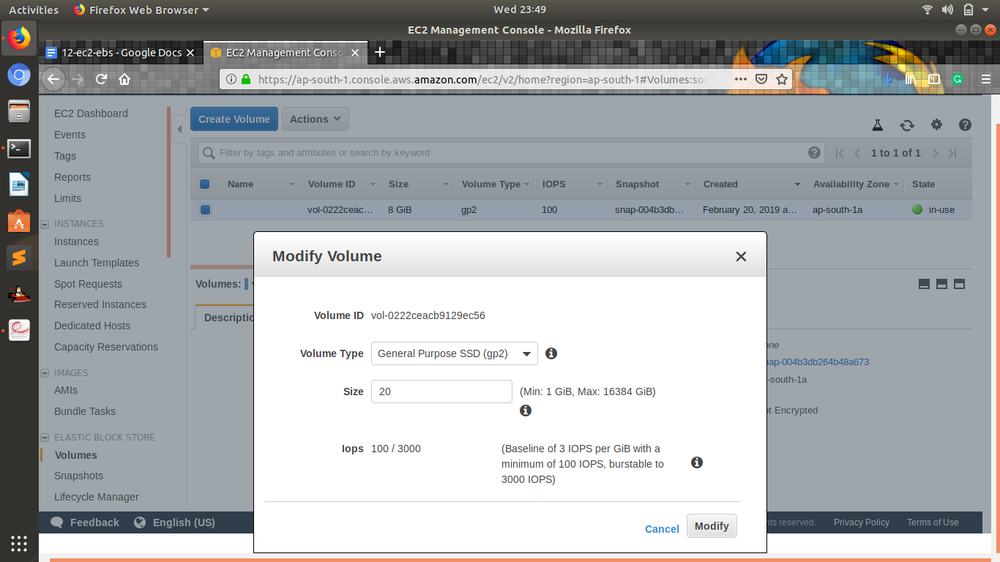 Activities
Firefox Web Browser
Wed 23:49
EC2 Management Console - Mozilla Firefox
12-ec2-ebs - Google Docs
EC2 Management Conso
https://ap-south-1.console.aws.amazon.com/ec2/v2/home?region=ap-south-1#Volumes:sor
EC2 Dashboard
Events
Tags
Reports
Limits
INSTANCES
Instances
Launch Templates
Spot Requests
Reserved Instances
Dedicated Hosts
Capacity Reservations
IMAGES
AMIs
Bundle Tasks
ELASTIC BLOCK STORE
Volumes
Snapshots
Lifecycle Manager
Create Volume
Actions
Filter by tags and attributes or search by keyword
1 to 1 of 1
Name Volume ID Size Volume Type IOPS Snapshot Created Availability Zone State
vol-0222ceac... 8 GiB gp2 100 snap-004b3db... February 20, 2019 a... ap-south-1a in-use
Volumes:
Descriptio
Modify Volume
Volume ID vol-0222ceacb9129ec56
Volume Type General Purpose SSD (gp2)
Size 20 (Min: 1 GiB, Max: 16384 GiB)
Iops 100 / 3000 (Baseline of 3 IOPS per GiB with a
minimum of 100 IOPS, burstable to
3000 IOPS)
Cancel Modify
one
nap-004b3db264b48a673
-south-1a
ot Encrypted
Feedback
English (US)
hts reserved.
Privacy Policy
Terms of Use